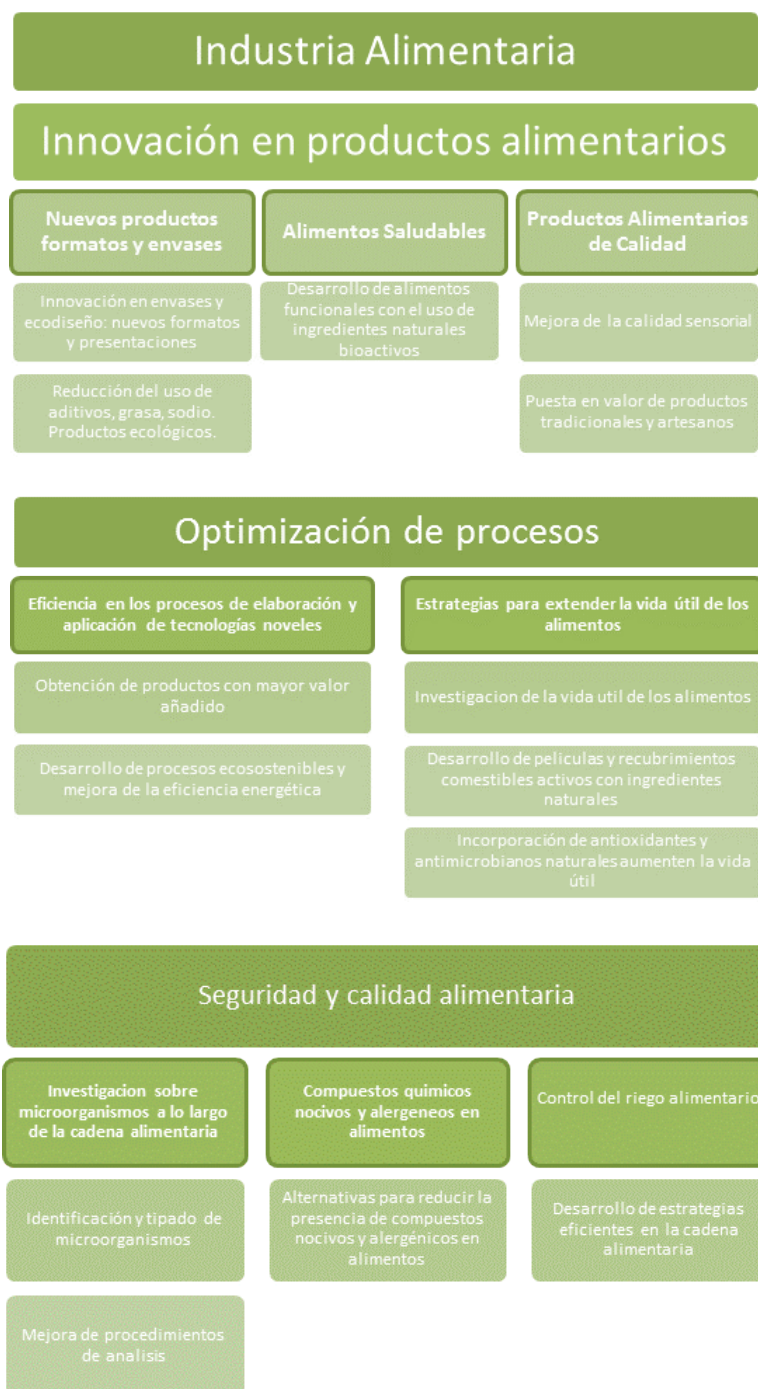 Industria Alimentaria
Innovación en productos alimentarios
Nuevos productos
formatos y envases
Alimentos Saludables
Productos Alimentarios
de Calidad
Innovación en envases y
ecodiseño: nuevos formatos
y presentaciones
Desarrollo de alimentos
funcionales con el uso de
ingredientes naturales
bioactivos
Mejora de la calidad sensorial
Reducción del uso de
aditivos, grasa, sodio.
Productos ecológicos.
Puesta en valor de productos
tradicionales y artesanos
Optimización de procesos
Eficiencia en los procesos de elaboración y
aplicación de tecnologías noveles
Estrategias para extender la vida útil de los
alimentos
Obtención de productos con mayor valor
añadido
Investigacion de la vida util de los alimentos
Desarrollo de procesos ecosostenibles y
mejora de la eficiencia energética
Desarrollo de peliculas y recubrimientos
comestibles activos con ingredientes
naturales
Incorporación de antioxidantes y
antimicrobianos naturales aumenten la vida
útil
Seguridad y calidad alimentaria
Investigacion sobre
microorganismos a lo largo
de la cadena alimentaria
Compuestos quimicos
nocivos y alergeneos en
alimentos
Control del riego alimentario
Identificación y tipado de
microorganismos
Alternativas para reducir la
presencia de compuestos
nocivos y alergénicos en
alimentos
Desarrollo de estrategias
eficientes en la cadena
alimentaria
Mejora de procedimientos
de analisis